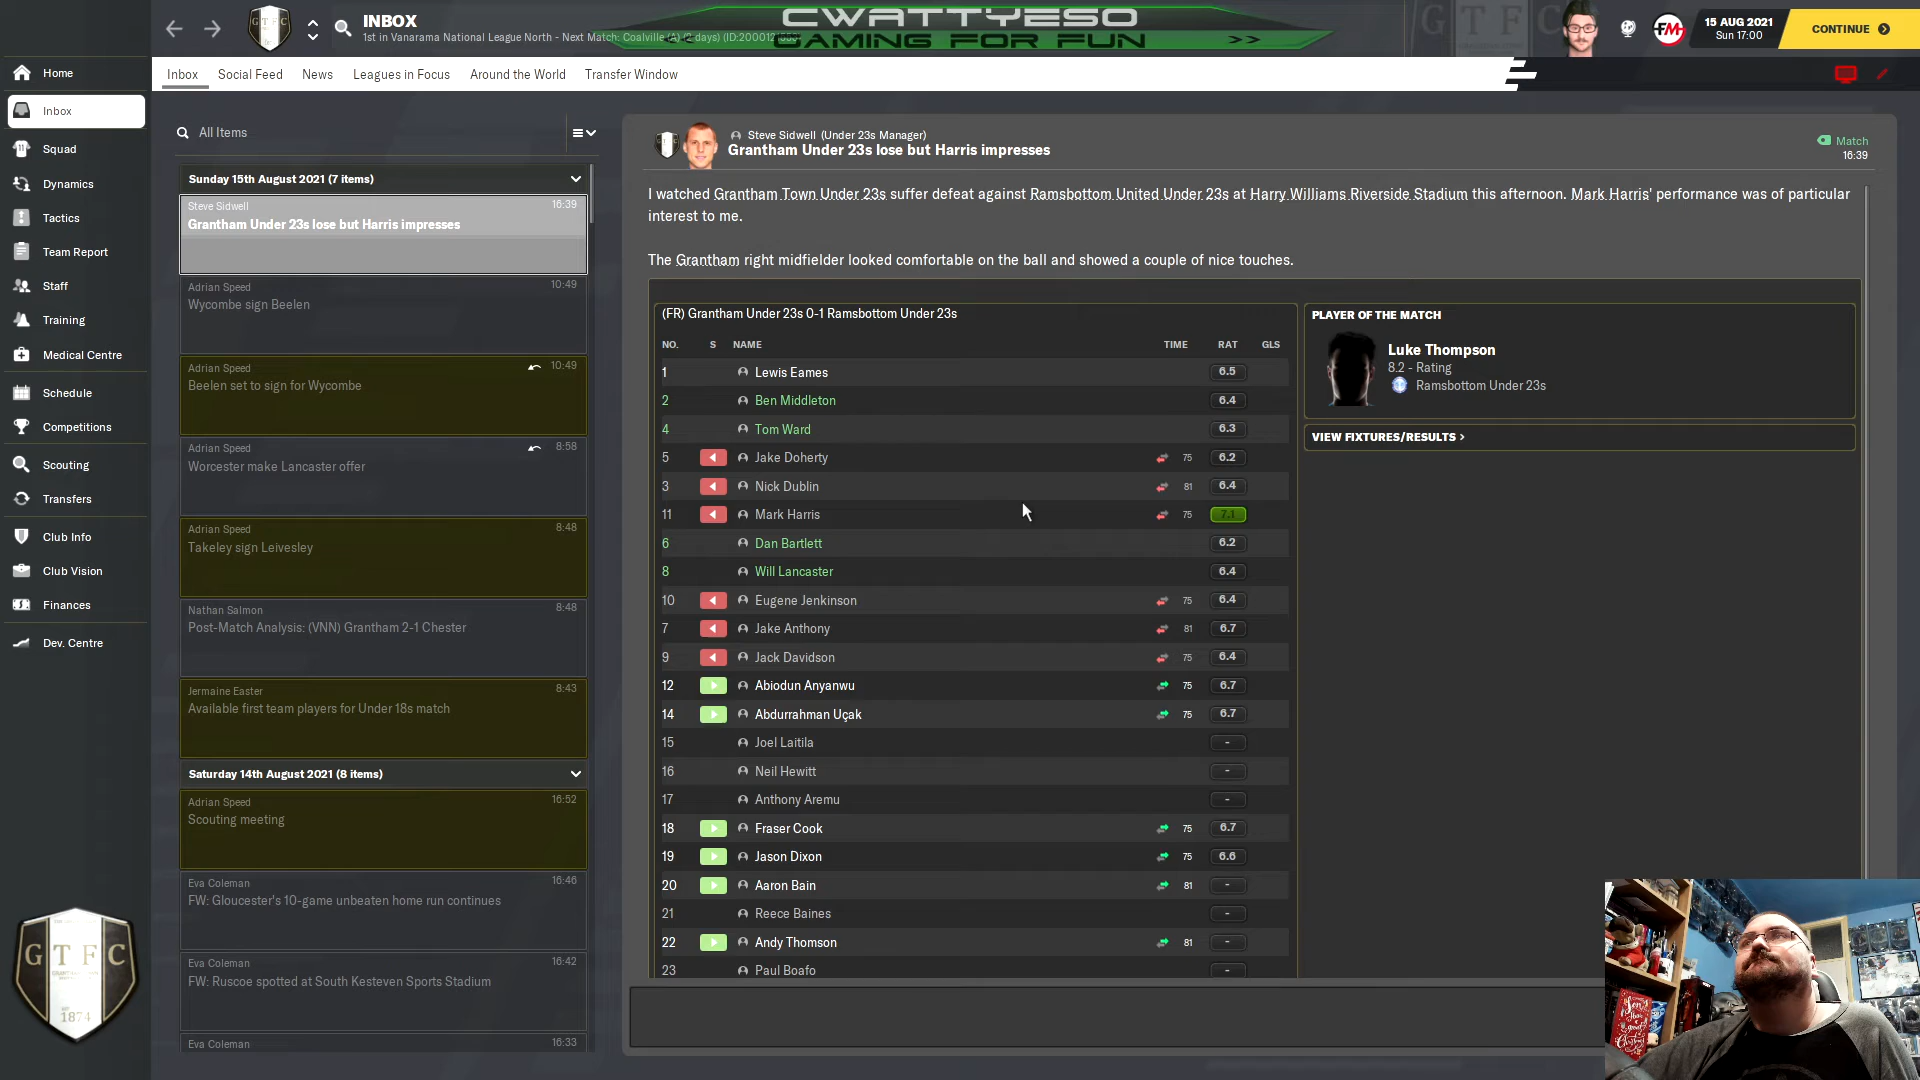 INBOX
1st in Vanarama National League North - Next Match: Coalville (A) (2 days)
CWATTYESO
GAMING FOR FUN
>>
GTFC
FM
15 AUG 2021
Sun 17:00
CONTINUE
Home
Inbox
Squad
Dynamics
Tactics
Team Report
Staff
Training
Medical Centre
Schedule
Competitions
Scouting
Transfers
Club Info
Club Vision
Finances
Dev. Centre
GTFC
1874
Inbox Social Feed News Leagues in Focus Around the World Transfer Window
All Items
Sunday 15th August 2021 (7 items)
Steve Sidwell 16:39
Grantham Under 23s lose but Harris impresses
Adrian Speed 10:49
Wycombe sign Beelen
Adrian Speed 10:49
Beelen set to sign for Wycombe
Adrian Speed 8:58
Worcester make Lancaster offer
Adrian Speed 8:48
Takeley sign Leivesley
Nathan Salmon 8:48
Post-Match Analysis: (VNN) Grantham 2-1 Chester
Jermaine Easter 8:43
Available first team players for Under 18s match
Saturday 14th August 2021 (8 items)
Adrian Speed 16:52
Scouting meeting
Eva Coleman 16:46
FW: Gloucester's 10-game unbeaten home run continues
Eva Coleman 16:42
FW: Ruscoe spotted at South Kesteven Sports Stadium
Eva Coleman 16:33
Steve Sidwell (Under 23s Manager)
Grantham Under 23s lose but Harris impresses
Match
16:39
I watched Grantham Town Under 23s suffer defeat against Ramsbottom United Under 23s at Harry Williams Riverside Stadium this afternoon. Mark Harris' performance was of particular
interest to me.
The Grantham right midfielder looked comfortable on the ball and showed a couple of nice touches.
(FR) Grantham Under 23s 0-1 Ramsbottom Under 23s
NO. S NAME TIME RAT GLS
1 Lewis Eames 6.5
2 Ben Middleton 6.4
4 Tom Ward 6.3
5 Jake Doherty 75 6.2
3 Nick Dublin 81 6.4
11 Mark Harris 75 7.1
6 Dan Bartlett 6.2
8 Will Lancaster 6.4
10 Eugene Jenkinson 75 6.4
7 Jake Anthony 81 6.7
9 Jack Davidson 75 6.4
12 Abiodun Anyanwu 75 6.7
14 Abdurrahman Uçak 75 6.7
15 Joel Laitila -
16 Neil Hewitt -
17 Anthony Aremu -
18 Fraser Cook 75 6.7
19 Jason Dixon 75 6.6
20 Aaron Bain 81 -
21 Reece Baines -
22 Andy Thomson 81 -
23 Paul Boafo -
PLAYER OF THE MATCH
Luke Thompson
8.2 - Rating
Ramsbottom Under 23s
VIEW FIXTURES/RESULTS >